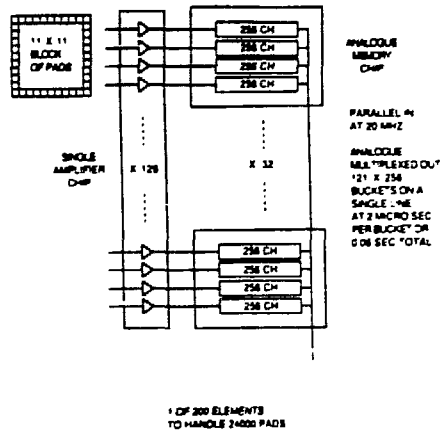 11 X 11
BLOCK
OF PADS
256 CH
256 CH
256 CH
256 CH
ANALOGUE
MEMORY
CHIP
SINGLE
AMPLIFIER
CHIP
X 128
X 32
PARALLEL IN
AT 20 MHZ
ANALOGUE
MULTIPLEXED OUT
121 X 256
BUCKETS ON A
SINGLE LINE
AT 2 MICRO SEC
PER BUCKET OR
0.06 SEC TOTAL
256 CH
256 CH
256 CH
256 CH
1 OF 200 ELEMENTS
TO HANDLE 24000 PADS